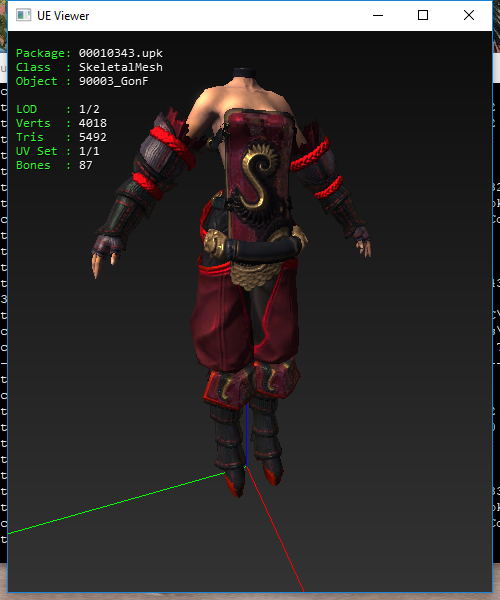 UE Viewer
Package: 00010343.upk
Class : SkeletalMesh
Object : 90003_GonF
LOD : 1/2
Verts : 4018
Tris : 5492
UV Set : 1/1
Bones : 87